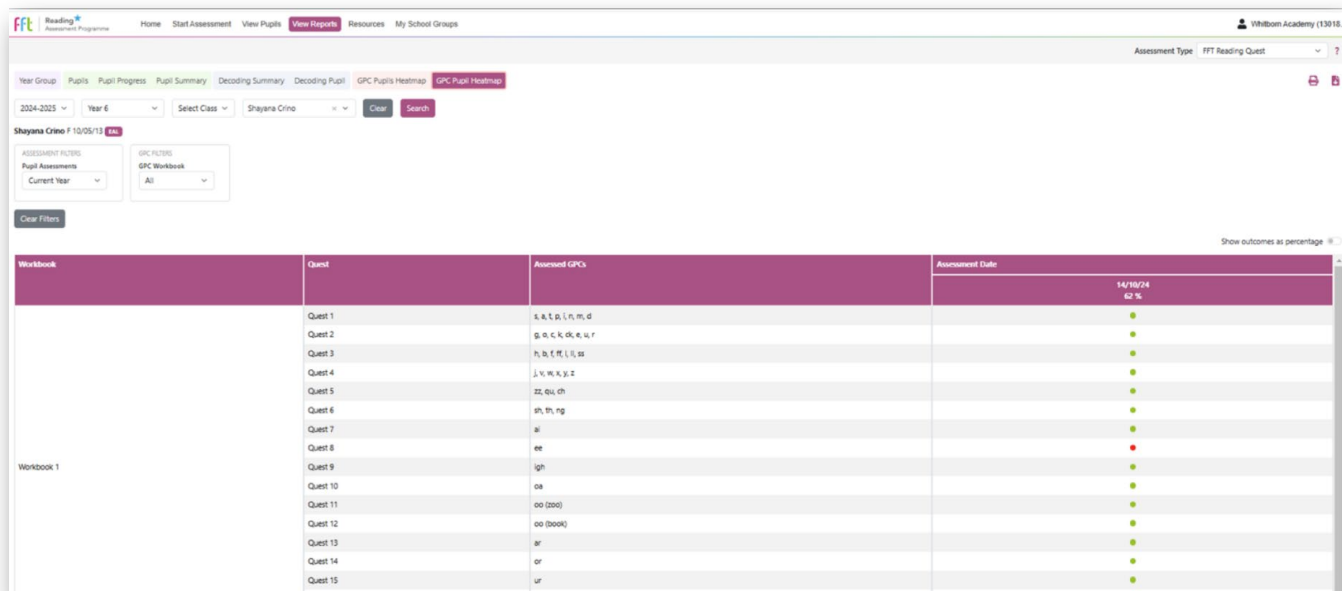 FFT Reading Assessment Programme Home Start Assessment View Pupils View Reports Resources My School Groups Whitborn Academy (13018.
Assessment Type FFT Reading Quest ?
Year Group Pupils Pupil Progress Pupil Summary Decoding Summary Decoding Pupil GPC Pupils Heatmap GPC Pupil Heatmap
2024-2025 Year 6 Select Class Shayana Crino × Clear Search
Shayana Crino F 10/05/13 EAL
ASSESSMENT FILTERS GPC FILTERS
Pupil Assessments GPC Workbook
Current Year All
Clear Filters
Show outcomes as percentage
Workbook Quest Assessed GPCs Assessment Date
14/10/24
62 %
Quest 1 s, a, t, p, i, n, m, d
Quest 2 g, o, c, k, ck, e, u, r
Quest 3 h, b, f, ff, l, ll, ss
Quest 4 j, v, w, x, y, z
Quest 5 zz, qu, ch
Quest 6 sh, th, ng
Quest 7 ai
Quest 8 ee
Workbook 1 Quest 9 igh
Quest 10 oa
Quest 11 oo (zoo)
Quest 12 oo (book)
Quest 13 ar
Quest 14 or
Quest 15 ur